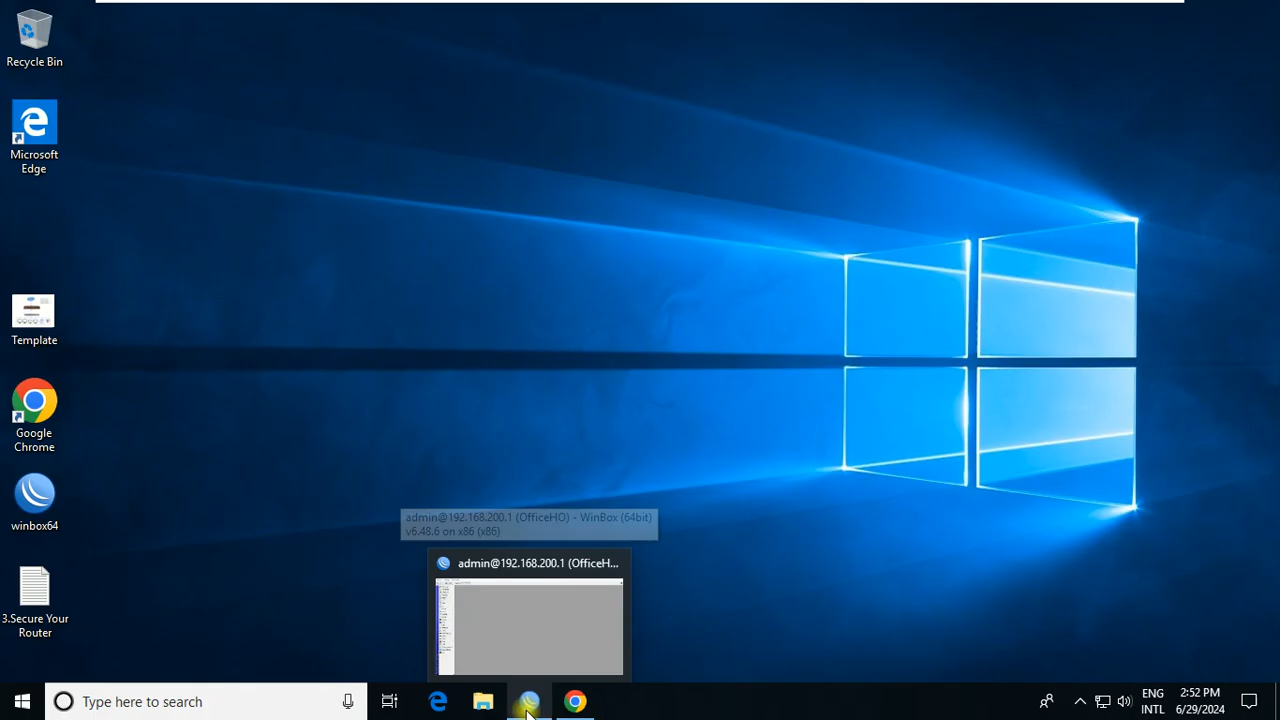 Recycle Bin
Microsoft
Edge
Template
Google
Chrome
winbox64
3.Secure Your
Router
admin@192.168.200.1 (OfficeHO) - WinBox (64bit)
v6.48.6 on x86 (x86)
admin@192.168.200.1 (OfficeH...
Type here to search
ENG
INTL
2:52 PM
6/29/2024